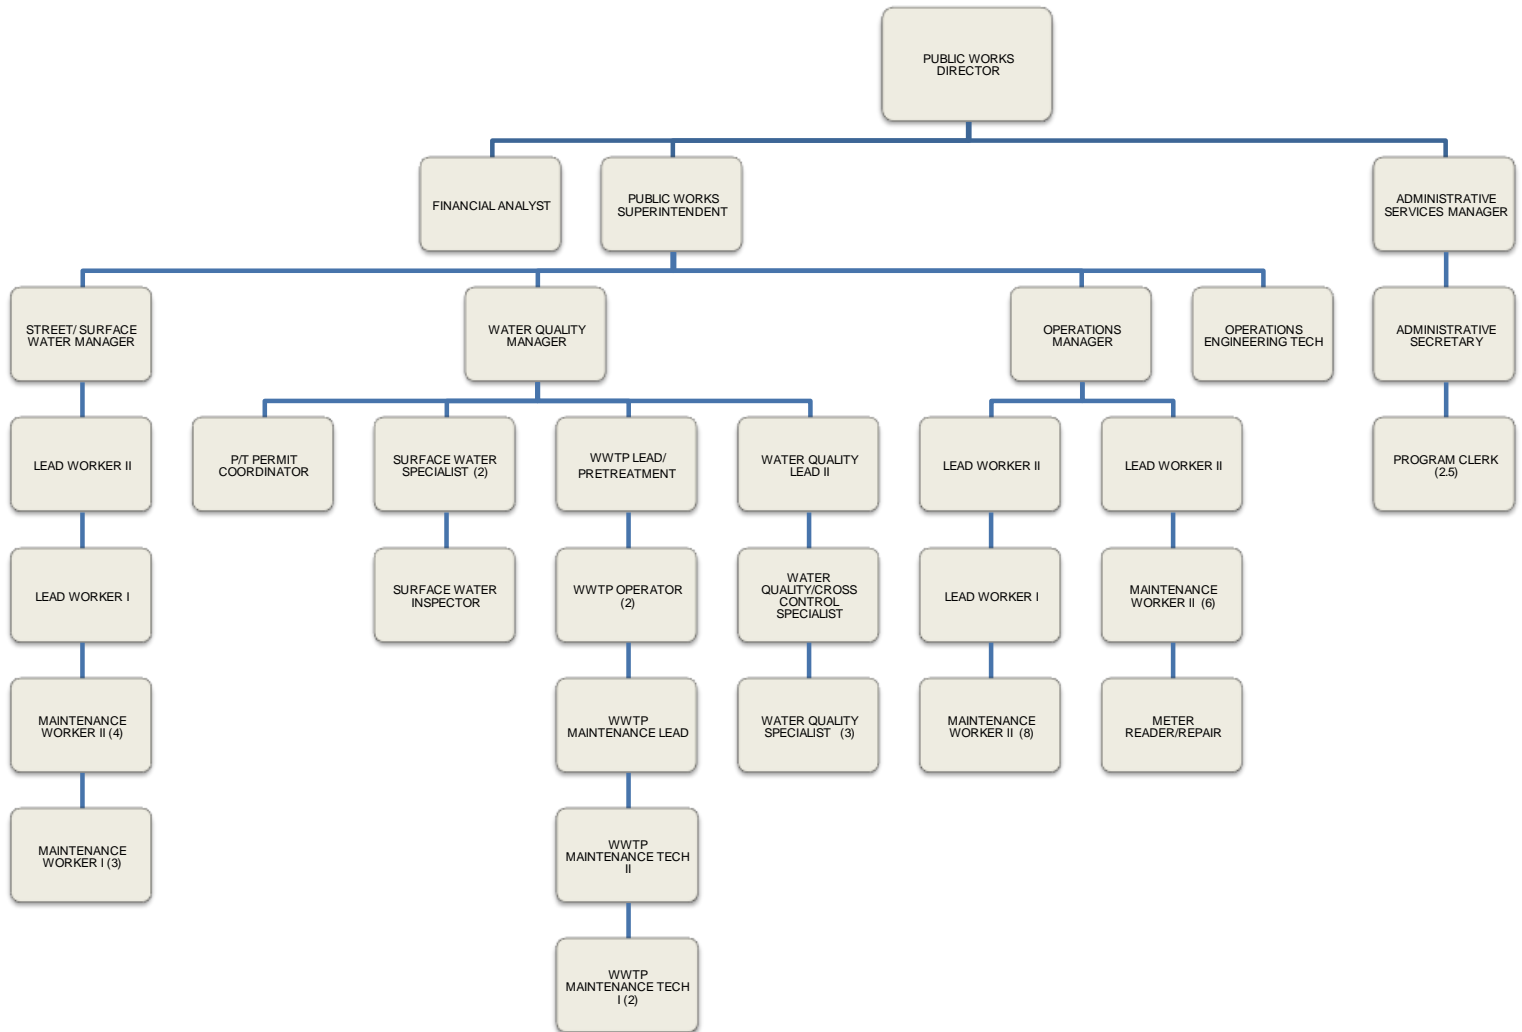 PUBLIC WORKS
DIRECTOR
FINANCIAL ANALYST
PUBLIC WORKS
SUPERINTENDENT
ADMINISTRATIVE
SERVICES MANAGER
STREET/ SURFACE
WATER MANAGER
WATER QUALITY
MANAGER
OPERATIONS
MANAGER
OPERATIONS
ENGINEERING TECH
ADMINISTRATIVE
SECRETARY
LEAD WORKER II
P/T PERMIT
COORDINATOR
SURFACE WATER
SPECIALIST (2)
WWTP LEAD/
PRETREATMENT
WATER QUALITY
LEAD II
LEAD WORKER II
LEAD WORKER II
PROGRAM CLERK
(2.5)
LEAD WORKER I
SURFACE WATER
INSPECTOR
WWTP OPERATOR
(2)
WATER
QUALITY/CROSS
CONTROL
SPECIALIST
LEAD WORKER I
MAINTENANCE
WORKER II (6)
MAINTENANCE
WORKER II (4)
WWTP
MAINTENANCE LEAD
WATER QUALITY
SPECIALIST (3)
MAINTENANCE
WORKER II (8)
METER
READER/REPAIR
MAINTENANCE
WORKER I (3)
WWTP
MAINTENANCE TECH
II
WWTP
MAINTENANCE TECH
I (2)